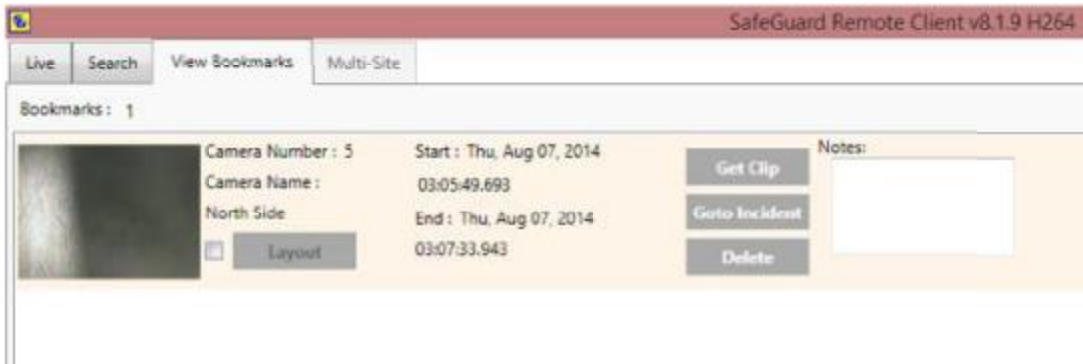 SafeGuard Remote Client v8.1.9 H264
Live Search View Bookmarks Multi-Site
Bookmarks : 1
Camera Number : 5
Camera Name :
North Side
Layout
Start : Thu, Aug 07, 2014
03:05:49.693
End : Thu, Aug 07, 2014
03:07:33.943
Get Clip
Goto Incident
Delete
Notes: